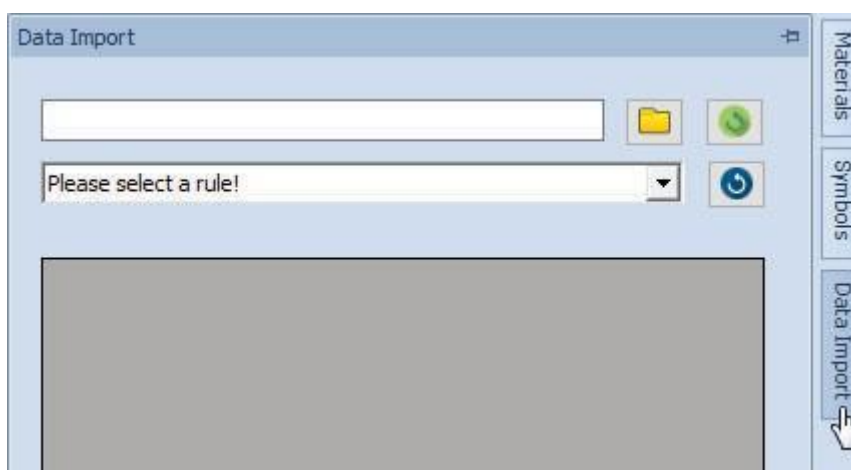 Data Import
Please select a rule!
Materials
Symbols
Data Import